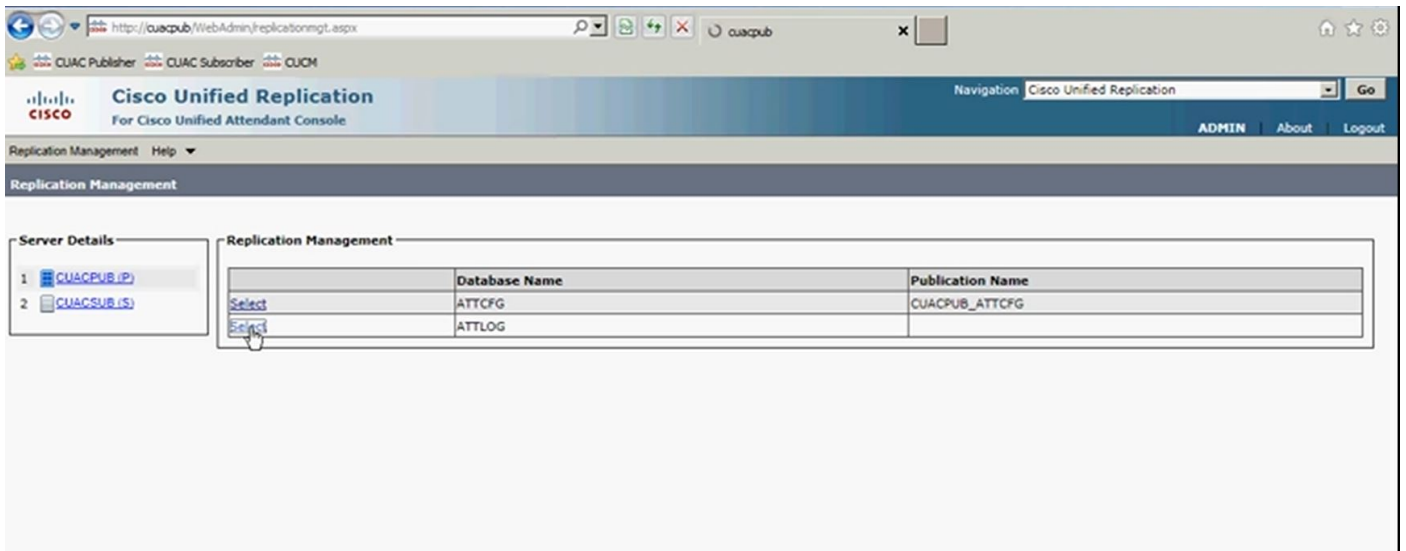 http://cuacpub/WebAdmin/replicationmgt.aspx
cuacpub
CUAC Publisher CUAC Subscriber CUCM
CISCO
Cisco Unified Replication
For Cisco Unified Attendant Console
Navigation Cisco Unified Replication Go
ADMIN | About | Logout
Replication Management Help
Replication Management
Server Details
1 CUACPUB (P)
2 CUACSUB (S)
Replication Management
Database Name Publication Name
Select ATTCFG CUACPUB_ATTCFG
Select ATTLOG